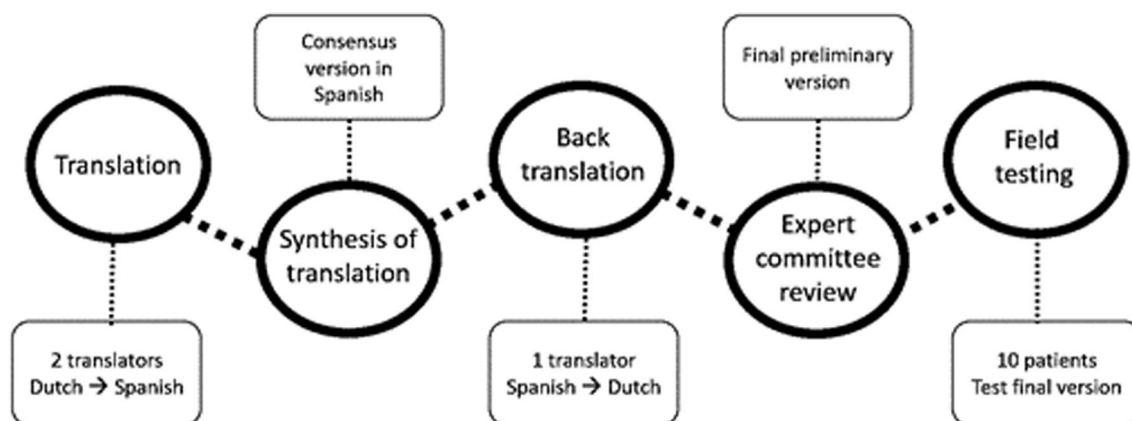 Consensus
version in
Spanish
Final preliminary
version
Translation
Synthesis of
translation
Back
translation
Expert
committee
review
Field
testing
2 translators
Dutch → Spanish
1 translator
Spanish → Dutch
10 patients
Test final version